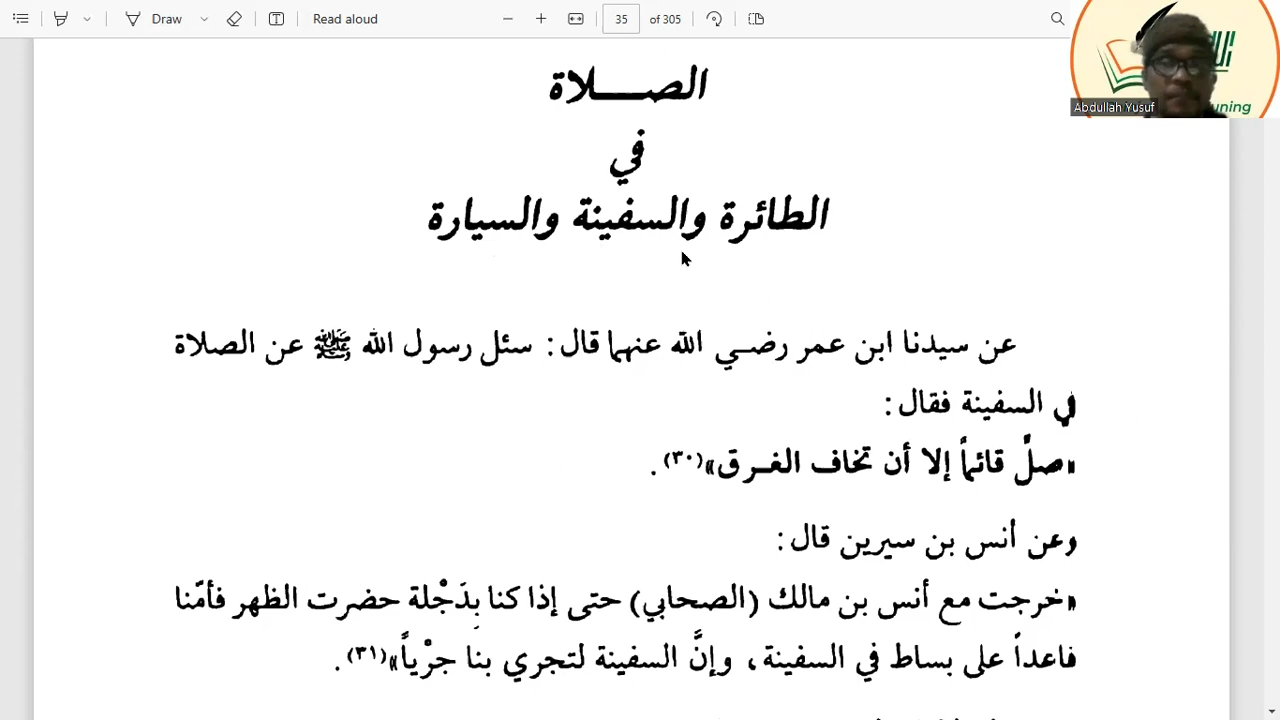 Draw
Read aloud
35
of 305
Abdullah Yusuf
uning
الصـــلاة
في
الطائرة والسفينة والسيارة
عن سيدنا ابن عمر رضـي الله عنهما قال: سئل رسول الله ﷺ عن الصلاة
في السفينة فقال:
«صلِّ قائماً إلا أن تخاف الغـرق»(٣٠).
وعن أنس بن سيرين قال:
«خرجت مع أنس بن مالك (الصحابي) حتى إذا كنا بِدَجْلة حضرت الظهر فأمّنا
قاعداً على بساط في السفينة، وإنَّ السفينة لتجري بنا جرْياً»(٣١).